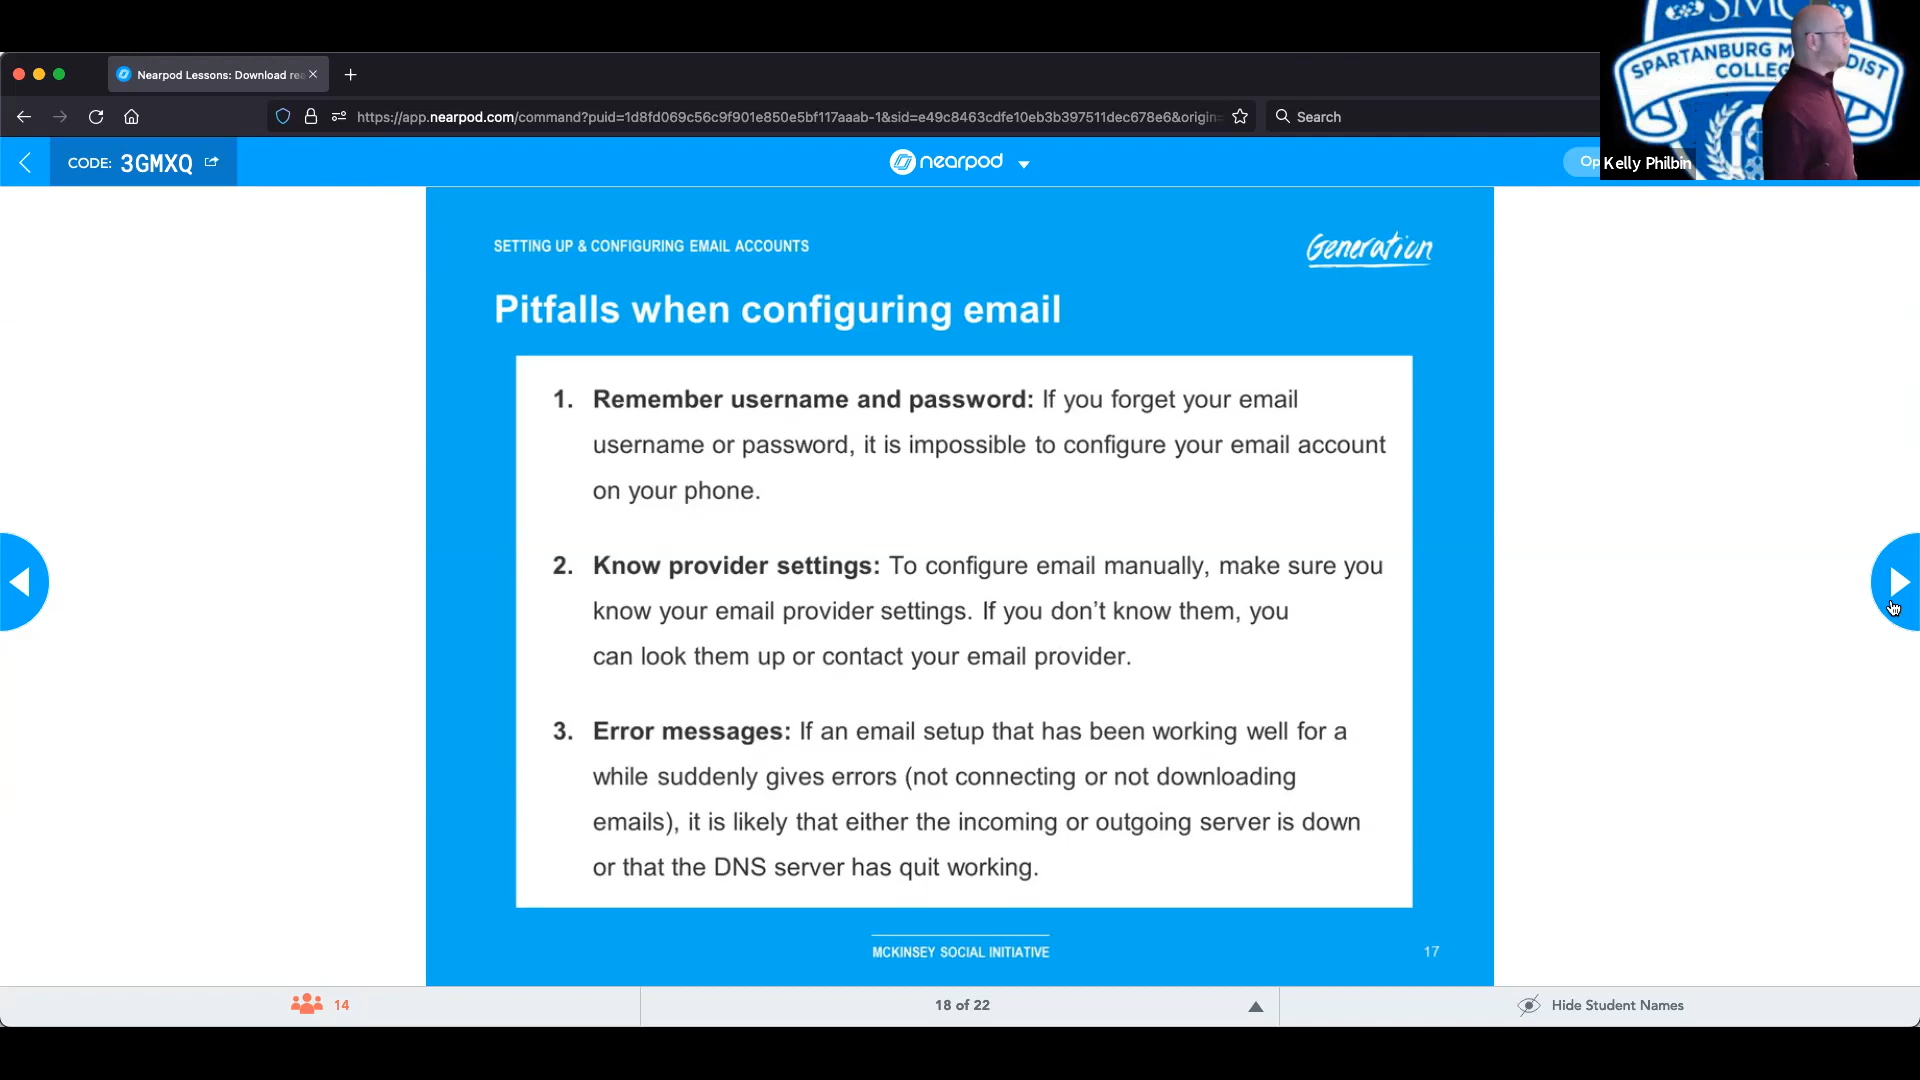 SMC
SPARTANBURG M DIST
COLLEG
Kelly Philbin
Nearpod Lessons: Download rea
https://app.nearpod.com/command?puid=1d8fd069c56c9f901e850e5bf117aaab-1&sid=e49c8463cdfe10eb3b397511dec678e6&origin=
Search
CODE: 3GMXQ
nearpod
Op
SETTING UP & CONFIGURING EMAIL ACCOUNTS
Generation
Pitfalls when configuring email
1. Remember username and password: If you forget your email
username or password, it is impossible to configure your email account
on your phone.
2. Know provider settings: To configure email manually, make sure you
know your email provider settings. If you don’t know them, you
can look them up or contact your email provider.
3. Error messages: If an email setup that has been working well for a
while suddenly gives errors (not connecting or not downloading
emails), it is likely that either the incoming or outgoing server is down
or that the DNS server has quit working.
MCKINSEY SOCIAL INITIATIVE
17
14
18 of 22
Hide Student Names